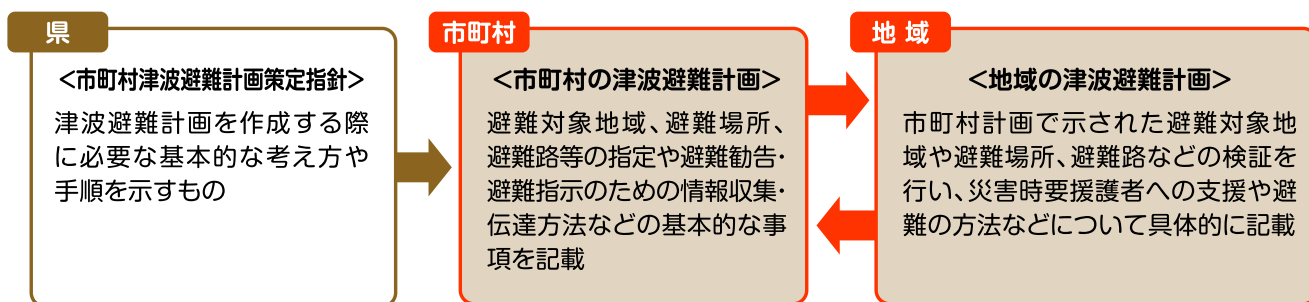 県
<市町村津波避難計画策定指針>
津波避難計画を作成する際
に必要な基本的な考え方や
手順を示すもの
市町村
<市町村の津波避難計画>
避難対象地域、避難場所、
避難路等の指定や避難勧告・
避難指示のための情報収集・
伝達方法などの基本的な事
項を記載
地 域
<地域の津波避難計画>
市町村計画で示された避難対象地
域や避難場所、避難路などの検証を
行い、災害時要援護者への支援や避
難の方法などについて具体的に記載